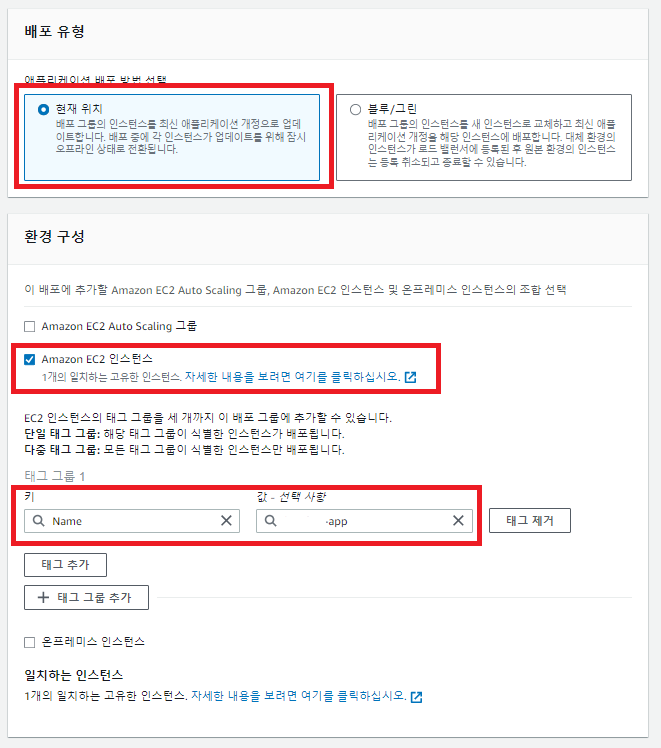 배포 유형
애플리케이션 배포 방법 선택
현재 위치
배포 그룹의 인스턴스를 최신 애플리케이션 개정으로 업데
이트합니다. 배포 중에 각 인스턴스가 업데이트를 위해 잠시
오프라인 상태로 전환됩니다.
블루/그린
배포 그룹의 인스턴스를 새 인스턴스로 교체하고 최신 애플
리케이션 개정을 해당 인스턴스에 배포합니다. 대체 환경의
인스턴스가 로드 밸런서에 등록된 후 원본 환경의 인스턴스
는 등록 취소되고 종료할 수 있습니다.
환경 구성
이 배포에 추가할 Amazon EC2 Auto Scaling 그룹, Amazon EC2 인스턴스 및 온프레미스 인스턴스의 조합 선택
Amazon EC2 Auto Scaling 그룹
Amazon EC2 인스턴스
1개의 일치하는 고유한 인스턴스. 자세한 내용을 보려면 여기를 클릭하십시오.
EC2 인스턴스의 태그 그룹을 세 개까지 이 배포 그룹에 추가할 수 있습니다.
단일 태그 그룹: 해당 태그 그룹이 식별한 인스턴스가 배포됩니다.
다중 태그 그룹: 모든 태그 그룹이 식별한 인스턴스만 배포됩니다.
태그 그룹 1
키
값 - 선택 사항
Name
-app
태그 제거
태그 추가
태그 그룹 추가
온프레미스 인스턴스
일치하는 인스턴스
1개의 일치하는 고유한 인스턴스. 자세한 내용을 보려면 여기를 클릭하십시오.